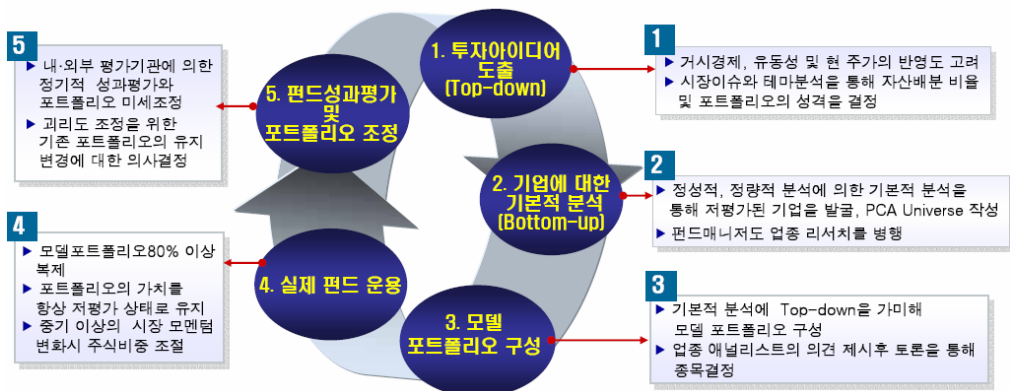 1. 투자아이디어
도출
(Top-down)
1
▶ 거시경제, 유동성 및 현 주가의 반영도 고려
▶ 시장이슈와 테마분석을 통해 자산배분 비율
및 포트폴리오의 성격을 결정
2. 기업에 대한
기본적 분석
(Bottom-up)
2
▶ 정성적, 정량적 분석에 의한 기본적 분석을
통해 저평가된 기업을 발굴, PCA Universe 작성
▶ 펀드매니저도 업종 리서치를 병행
3. 모델
포트폴리오 구성
3
▶ 기본적 분석에 Top-down을 가미해
모델 포트폴리오 구성
▶ 업종 애널리스트의 의견 제시후 토론을 통해
종목결정
4. 실제 펀드 운용
4
▶ 모델포트폴리오80% 이상
복제
▶ 포트폴리오의 가치를
항상 저평가 상태로 유지
▶ 중기 이상의 시장 모멘텀
변화시 주식비중 조절
5. 펀드성과평가
및
포트폴리오 조정
5
▶ 내·외부 평가기관에 의한
정기적 성과평가와
포트폴리오 미세조정
▶ 괴리도 조정을 위한
기존 포트폴리오의 유지
변경에 대한 의사결정